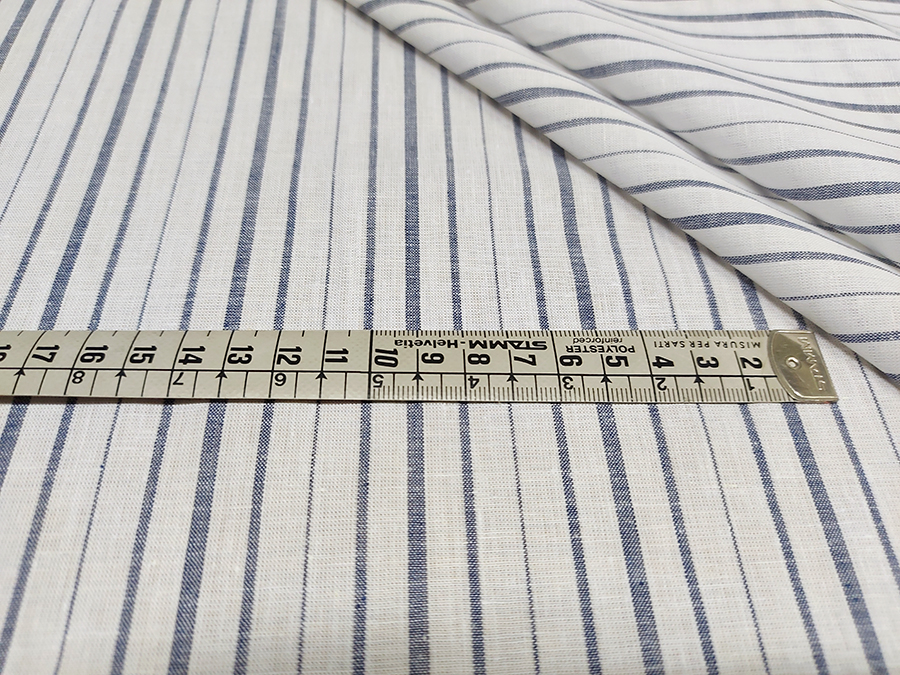 17 16 15 14 13 12 11 10 9 8 7 6 5 4 3 2
STAMM - Helvetia
POLYESTER
reinforced
MISURA PER SARTI
8 7 6 5 4 3 2 1